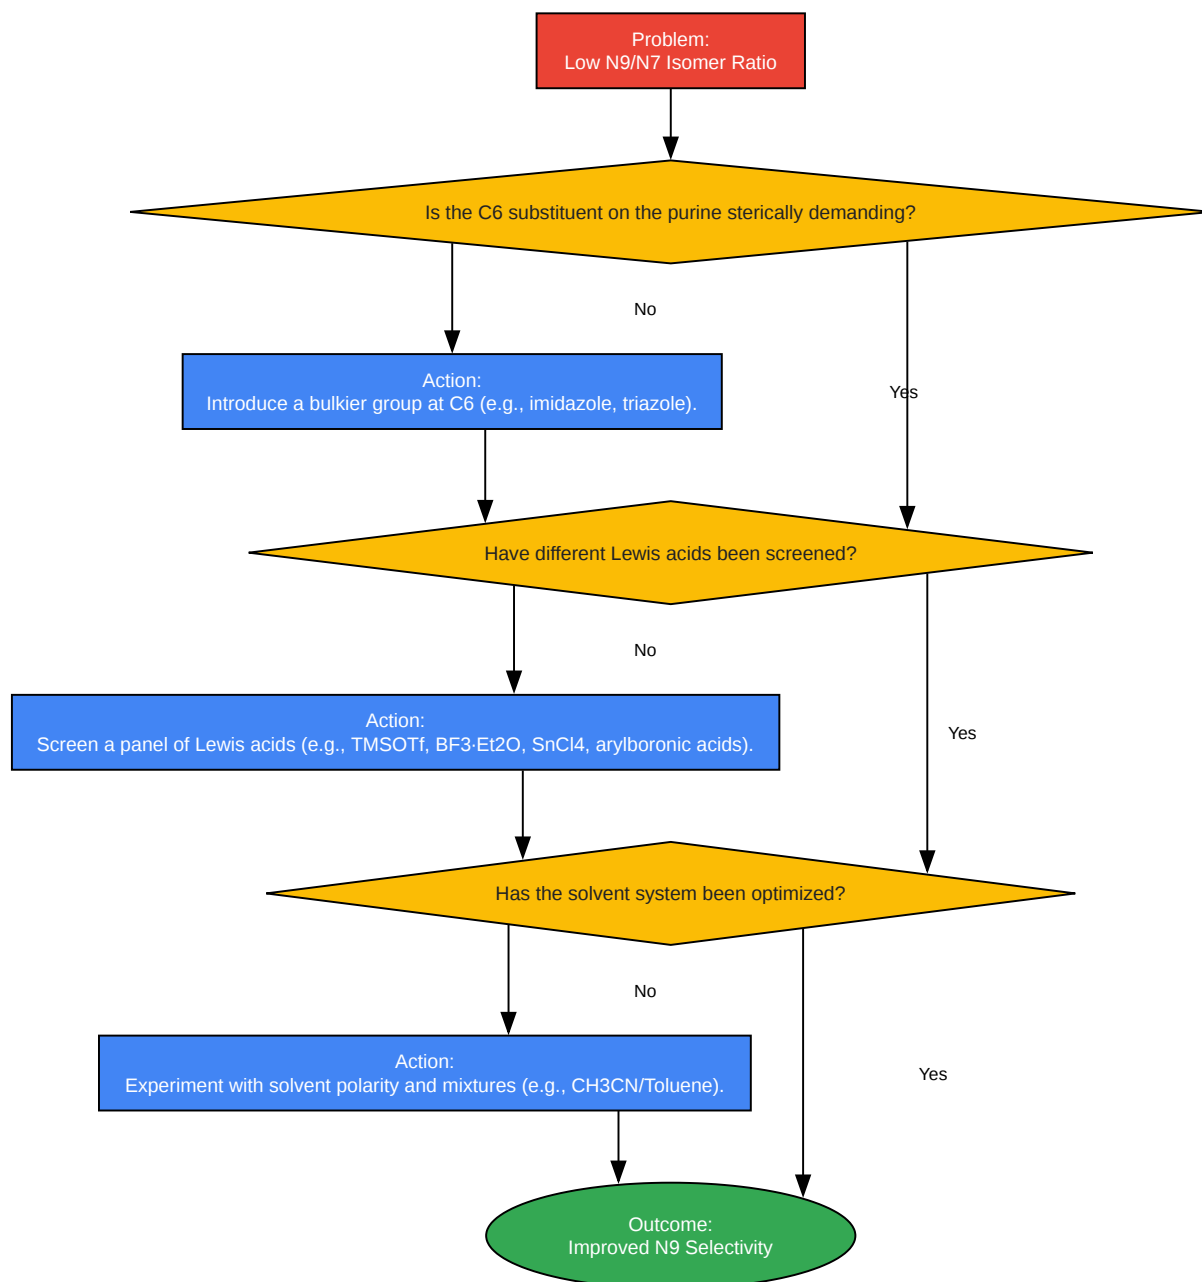 Problem:
Low N9/N7 Isomer Ratio
Is the C6 substituent on the purine sterically demanding?
No
Action:
Introduce a bulkier group at C6 (e.g., imidazole, triazole).
Yes
Have different Lewis acids been screened?
No
Action:
Screen a panel of Lewis acids (e.g., TMSOTf, BF3·Et2O, SnCl4, arylboronic acids).
Yes
Has the solvent system been optimized?
No
Action:
Experiment with solvent polarity and mixtures (e.g., CH3CN/Toluene).
Yes
Outcome:
Improved N9 Selectivity